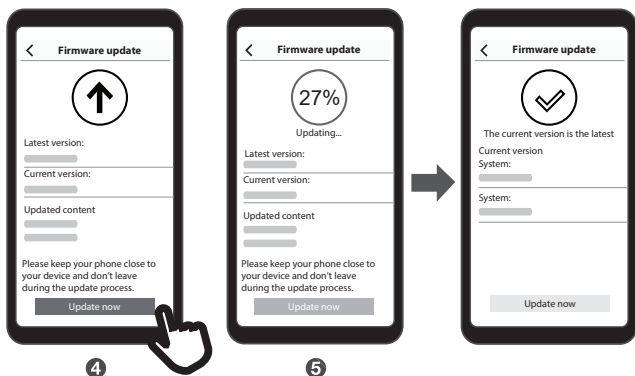 Firmware update
Latest version:
Current version:
Updated content
Please keep your phone close to
your device and don't leave
during the update process.
Update now
4
Firmware update
27%
Updating...
Latest version:
Current version:
Updated content
Please keep your phone close to
your device and don't leave
during the update process.
Update now
5
Firmware update
The current version is the latest
Current version
System:
System:
Update now